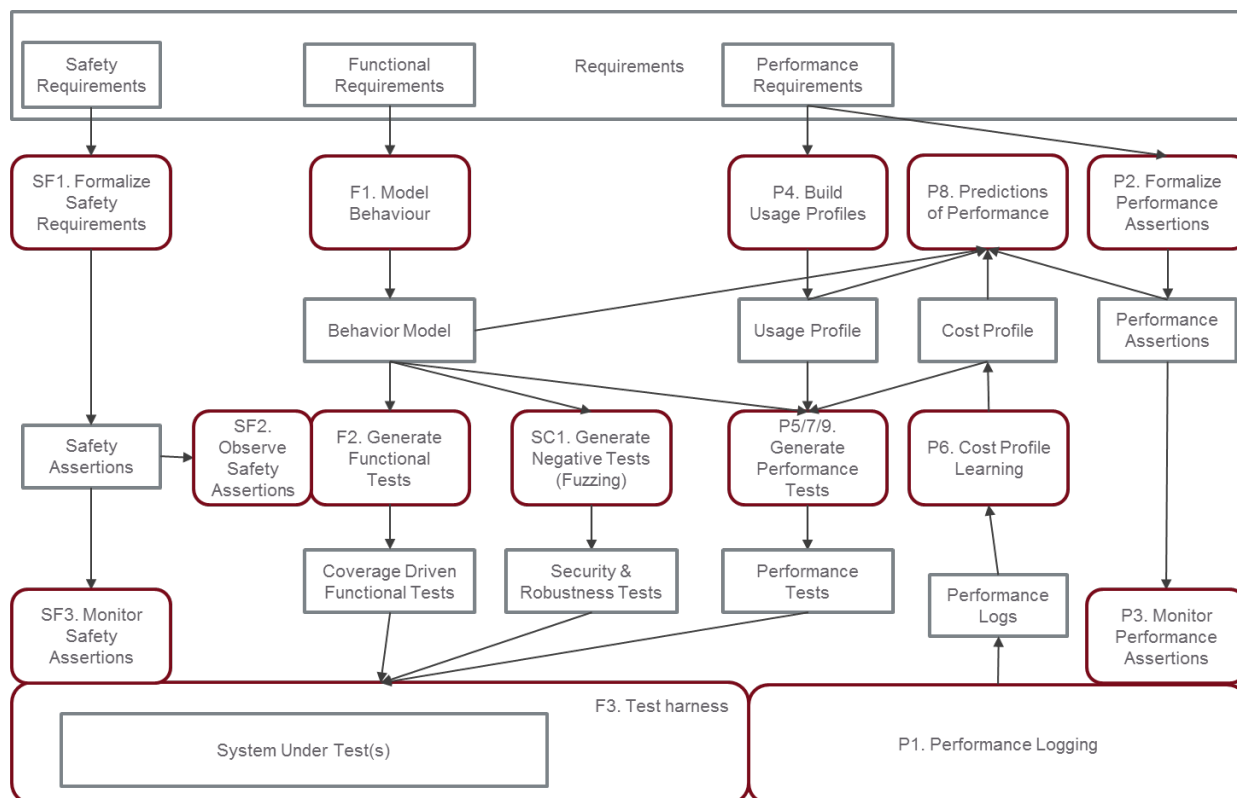 Safety
Requirements
Functional
Requirements
Requirements
Performance
Requirements
SF1. Formalize
Safety
Requirements
F1. Model
Behaviour
P4. Build
Usage Profiles
P8. Predictions
of Performance
P2. Formalize
Performance
Assertions
Behavior Model
Usage Profile
Cost Profile
Performance
Assertions
Safety
Assertions
SF2.
Observe
Safety
Assertions
F2. Generate
Functional
Tests
SC1. Generate
Negative Tests
(Fuzzing)
P5/7/9.
Generate
Performance
Tests
P6. Cost Profile
Learning
Coverage Driven
Functional Tests
Security &
Robustness Tests
Performance
Tests
Performance
Logs
SF3. Monitor
Safety
Assertions
P3. Monitor
Performance
Assertions
F3. Test harness
System Under Test(s)
P1. Performance Logging